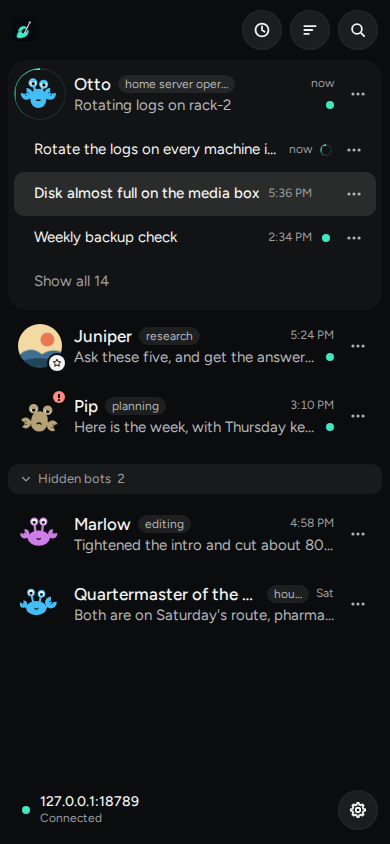 Otto home server oper... now
Rotating logs on rack-2
Rotate the logs on every machine i... now
Disk almost full on the media box 5:36 PM
Weekly backup check 2:34 PM
Show all 14
Juniper research 5:24 PM
Ask these five, and get the answer...
Pip planning 3:10 PM
Here is the week, with Thursday ke...
Hidden bots 2
Marlow editing 4:58 PM
Tightened the intro and cut about 80...
Quartermaster of the ... hou... Sat
Both are on Saturday's route, pharma...
127.0.0.1:18789
Connected